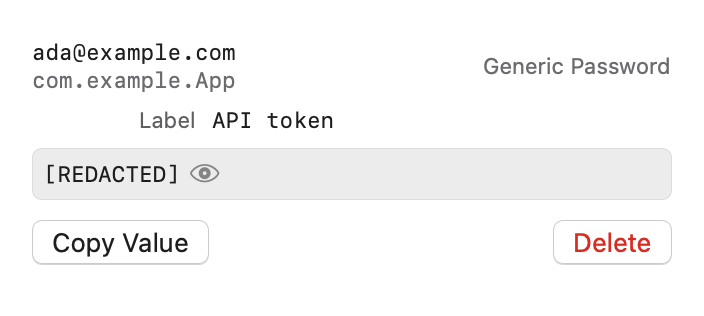 ada@example.com
com.example.App
Generic Password
Label API token
[REDACTED]
Copy Value
Delete